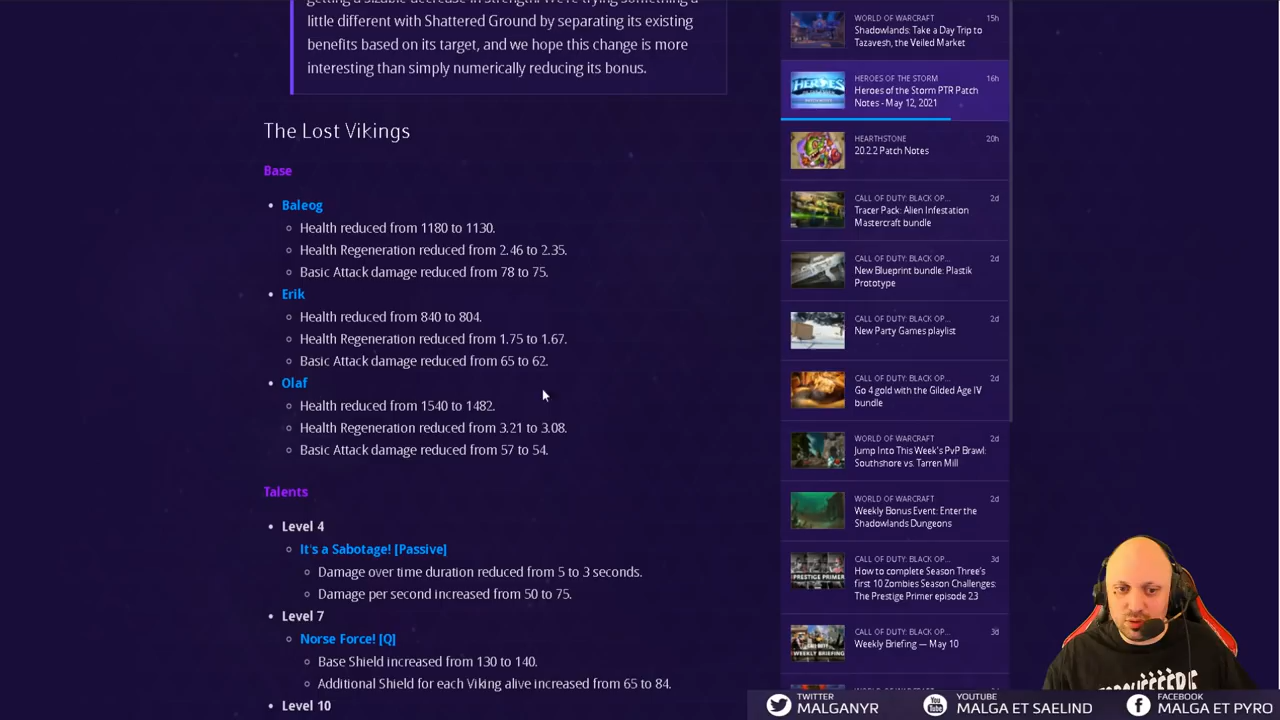 little different with Shattered Ground by separating its existing
benefits based on its target, and we hope this change is more
interesting than simply numerically reducing its bonus.
The Lost Vikings
Base
• Baleog
Health reduced from 1180 to 1130.
Health Regeneration reduced from 2.46 to 2.35.
Basic Attack damage reduced from 78 to 75.
• Erik
Health reduced from 840 to 804.
Health Regeneration reduced from 1.75 to 1.67.
Basic Attack damage reduced from 65 to 62.
• Olaf
Health reduced from 1540 to 1482.
Health Regeneration reduced from 3.21 to 3.08.
Basic Attack damage reduced from 57 to 54.
Talents
• Level 4
It's a Sabotage! [Passive]
Damage over time duration reduced from 5 to 3 seconds.
Damage per second increased from 50 to 75.
• Level 7
Norse Force! [Q]
Base Shield increased from 130 to 140.
Additional Shield for each Viking alive increased from 65 to 84.
• Level 10
WORLD OF WARCRAFT 15h
Shadowlands: Take a Day Trip to
Tazavesh, the Veiled Market
HEROES OF THE STORM 16h
Heroes of the Storm PTR Patch
Notes - May 12, 2021
HEARTHSTONE 20h
20.2.2 Patch Notes
CALL OF DUTY: BLACK OP... 2d
Tracer Pack: Alien Infestation
Mastercraft bundle
CALL OF DUTY: BLACK OP... 2d
New Blueprint bundle: Plastik
Prototype
CALL OF DUTY: BLACK OP... 2d
New Party Games playlist
CALL OF DUTY: BLACK OP... 2d
Go 4 gold with the Gilded Age IV
bundle
WORLD OF WARCRAFT 2d
Jump Into This Week's PvP Brawl:
Southshore vs. Tarren Mill
WORLD OF WARCRAFT 2d
Weekly Bonus Event: Enter the
Shadowlands Dungeons
CALL OF DUTY: BLACK OP... 3d
How to complete Season Three's
first 10 Zombies Season Challenges:
The Prestige Primer episode 23
CALL OF DUTY: BLACK OP... 3d
Weekly Briefing — May 10
PRESTIGE PRIMER
WEEKLY BRIEFING
TWITTER
MALGANYR
YOUTUBE
MALGA ET SAELIND
FACEBOOK
MALGA ET PYRO